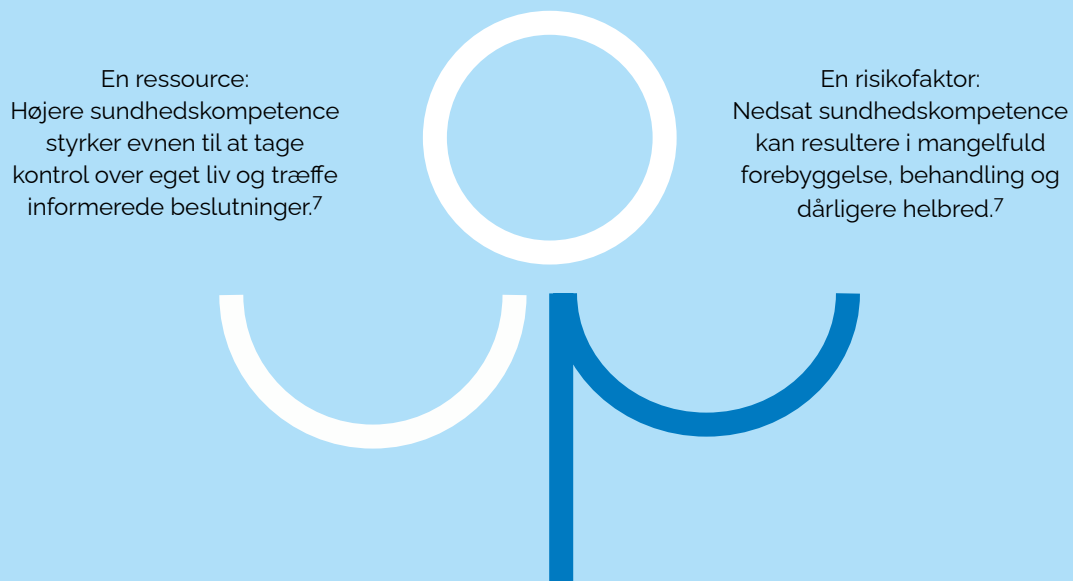 En ressource:
Højere sundhedskompetence
styrker evnen til at tage
kontrol over eget liv og træffe
informerede beslutninger.7
En risikofaktor:
Nedsat sundhedskompetence
kan resultere i mangelfuld
forebyggelse, behandling og
dårligere helbred.7